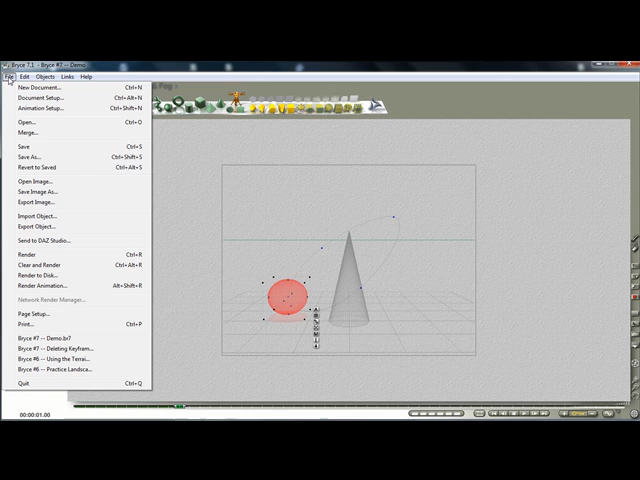 Bryce 7.1 - Bryce #7 -- Demo
File Edit Objects Links Help
New Document... Ctrl+N
Document Setup... Ctrl+Alt+N
Animation Setup... Ctrl+Shift+N
Open... Ctrl+O
Merge...
Save Ctrl+S
Save As... Ctrl+Shift+S
Revert to Saved Ctrl+Alt+S
Open Image...
Save Image As...
Export Image...
Import Object...
Export Object...
Send to DAZ Studio...
Render Ctrl+R
Clear and Render Ctrl+Alt+R
Render to Disk...
Render Animation... Alt+Shift+R
Network Render Manager...
Page Setup...
Print... Ctrl+P
Bryce #7 -- Demo.br7
Bryce #7 -- Deleting Keyfram...
Bryce #6 -- Using the Terrai...
Bryce #6 -- Practice Landsca...
Quit Ctrl+Q
00:00:01.00